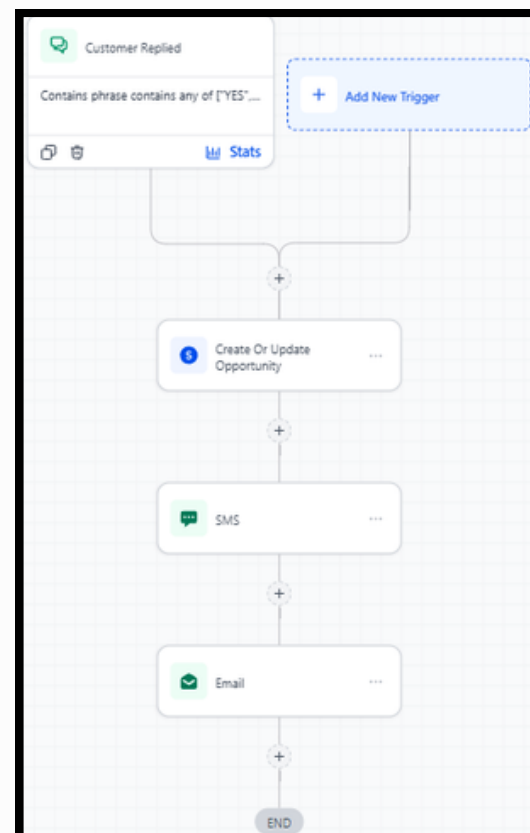 Customer Replied
Contains phrase contains any of ["YES",...
Add New Trigger
Stats
Create Or Update
Opportunity
SMS
Email
END